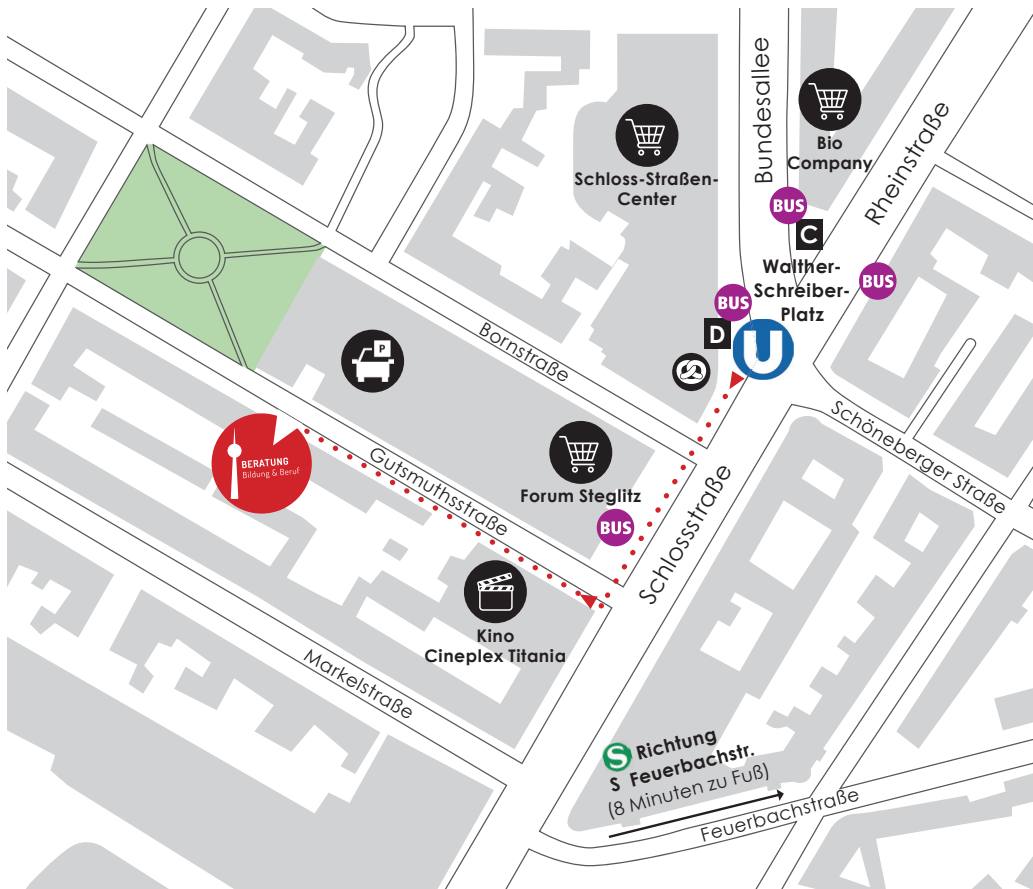 Bundesallee
Bio
Company
Rheinstraße
Schloss-Straßen-
Center
BUS
C
Walther-
Schreiber-
Platz
BUS
BUS
D
U
P
Bornstraße
Schöneberger Straße
BERATUNG
Bildung & Beruf
Gutsmuthsstraße
Forum Steglitz
BUS
Schlossstraße
Kino
Cineplex Titania
Markelstraße
S Richtung
S Feuerbachstr.
(8 Minuten zu Fuß)
Feuerbachstraße